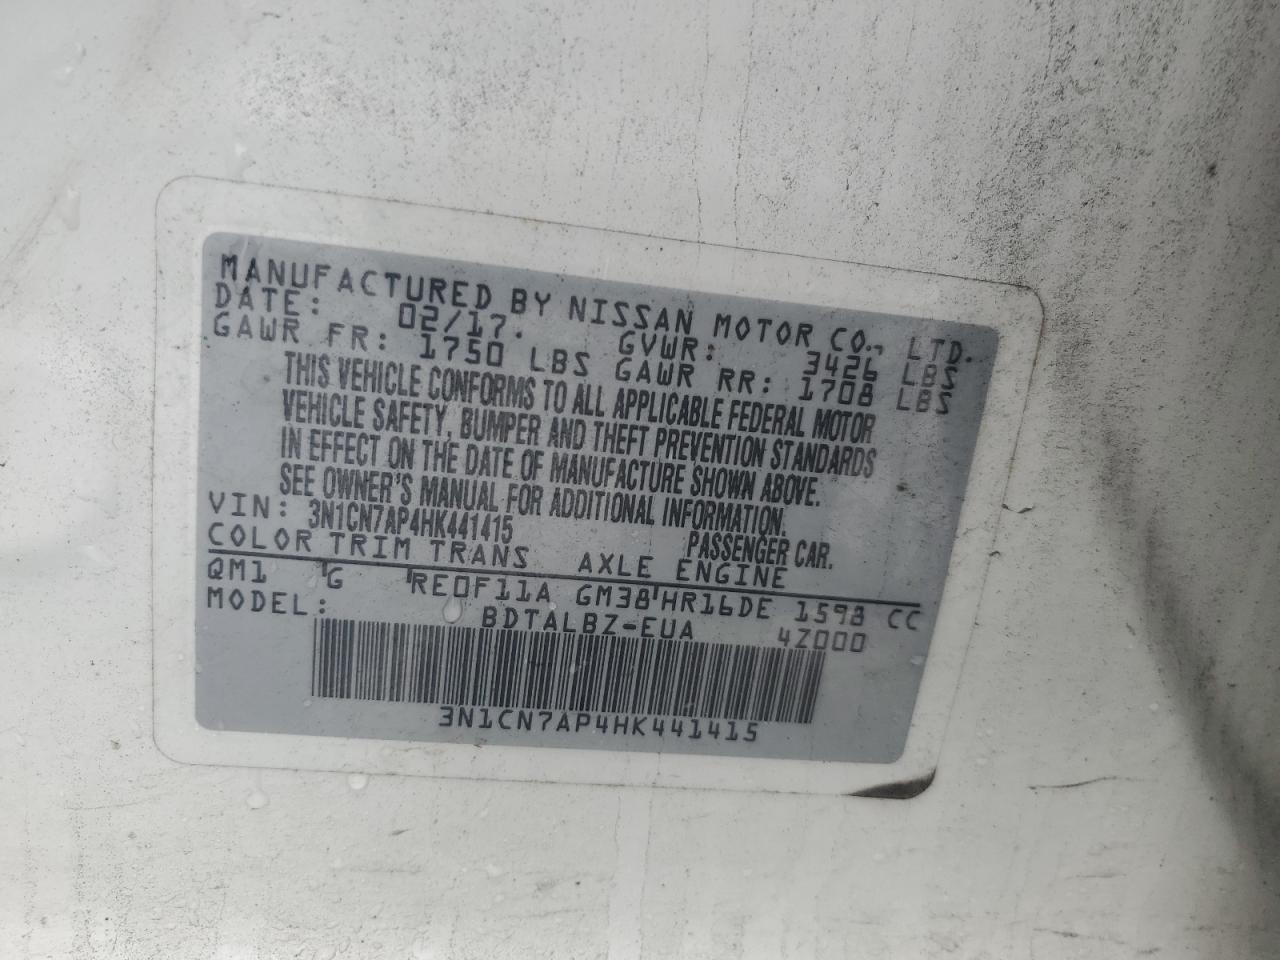 MANUFACTURED BY NISSAN MOTOR CO., LTD.
DATE: 02/17. GVWR: 3426 LBS
GAWR FR: 1750 LBS GAWR RR: 1708 LBS
THIS VEHICLE CONFORMS TO ALL APPLICABLE FEDERAL MOTOR
VEHICLE SAFETY, BUMPER AND THEFT PREVENTION STANDARDS
IN EFFECT ON THE DATE OF MANUFACTURE SHOWN ABOVE.
SEE OWNER'S MANUAL FOR ADDITIONAL INFORMATION.
VIN: 3N1CN7AP4HK441415 PASSENGER CAR.
COLOR TRIM TRANS AXLE ENGINE
QM1 G RE0F11A GM38 HR16DE 1598 CC
MODEL: BDTALBZ-EUA 4Z000
3N1CN7AP4HK441415